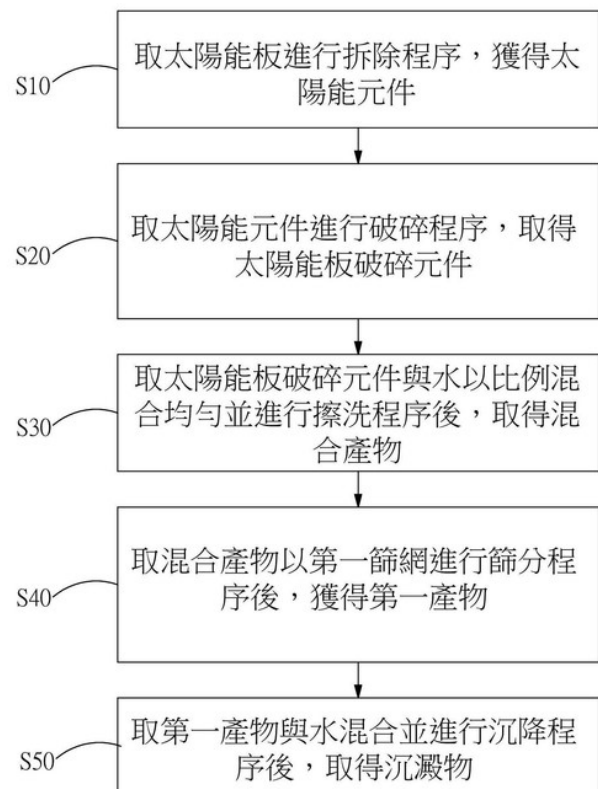 S10
取太陽能板進行拆除程序，獲得太
陽能元件
S20
取太陽能元件進行破碎程序，取得
太陽能板破碎元件
S30
取太陽能板破碎元件與水以比例混
合均勻並進行擦洗程序後，取得混
合產物
S40
取混合產物以第一篩網進行篩分程
序後，獲得第一產物
S50
取第一產物與水混合並進行沉降程
序後，取得沉澱物